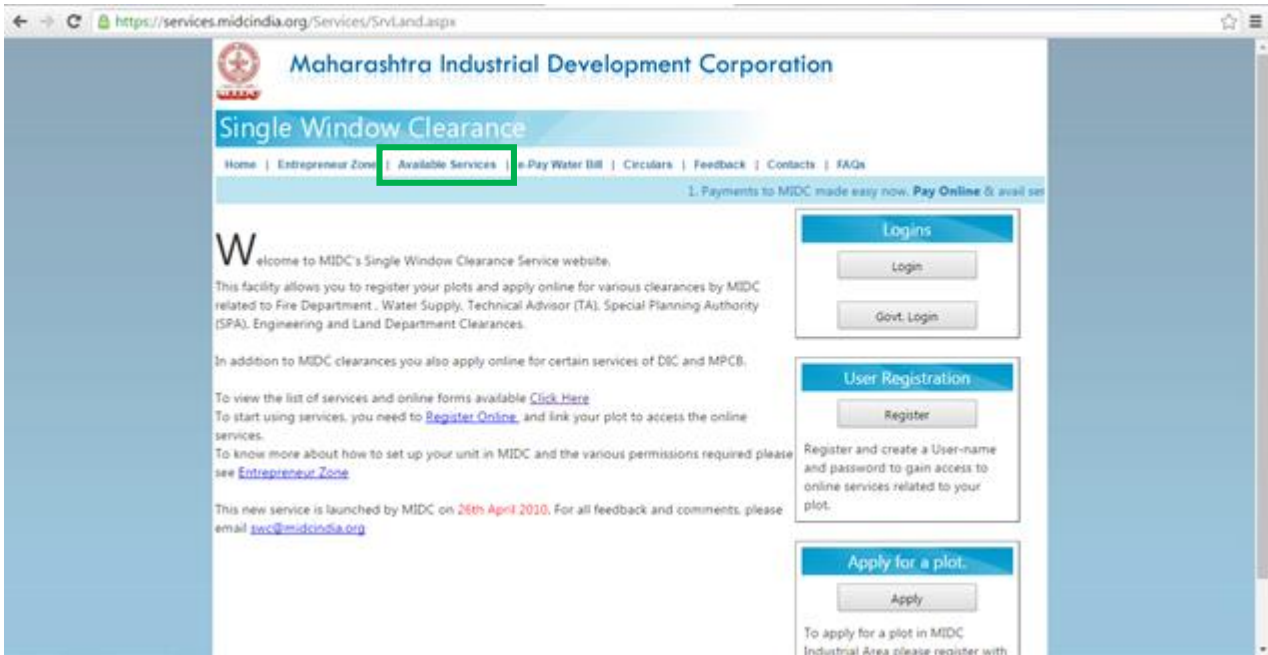 https://services.midcindia.org/Services/SrvLand.aspx
MIDC
Maharashtra Industrial Development Corporation
Single Window Clearance
Home | Entrepreneur Zone | Available Services | e-Pay Water Bill | Circulars | Feedback | Contacts | FAQs
1. Payments to MIDC made easy now. Pay Online & avail ser
Welcome to MIDC's Single Window Clearance Service website.
This facility allows you to register your plots and apply online for various clearances by MIDC
related to Fire Department , Water Supply, Technical Advisor (TA), Special Planning Authority
(SPA), Engineering and Land Department Clearances.
In addition to MIDC clearances you also apply online for certain services of DIC and MPCB.
To view the list of services and online forms available Click Here
To start using services, you need to Register Online and link your plot to access the online
services.
To know more about how to set up your unit in MIDC and the various permissions required please
see Entrepreneur Zone
This new service is launched by MIDC on 26th April 2010. For all feedback and comments, please
email swc@midcindia.org
Logins
Login
Govt. Login
User Registration
Register
Register and create a User-name
and password to gain access to
online services related to your
plot.
Apply for a plot.
Apply
To apply for a plot in MIDC
Industrial Area please register with